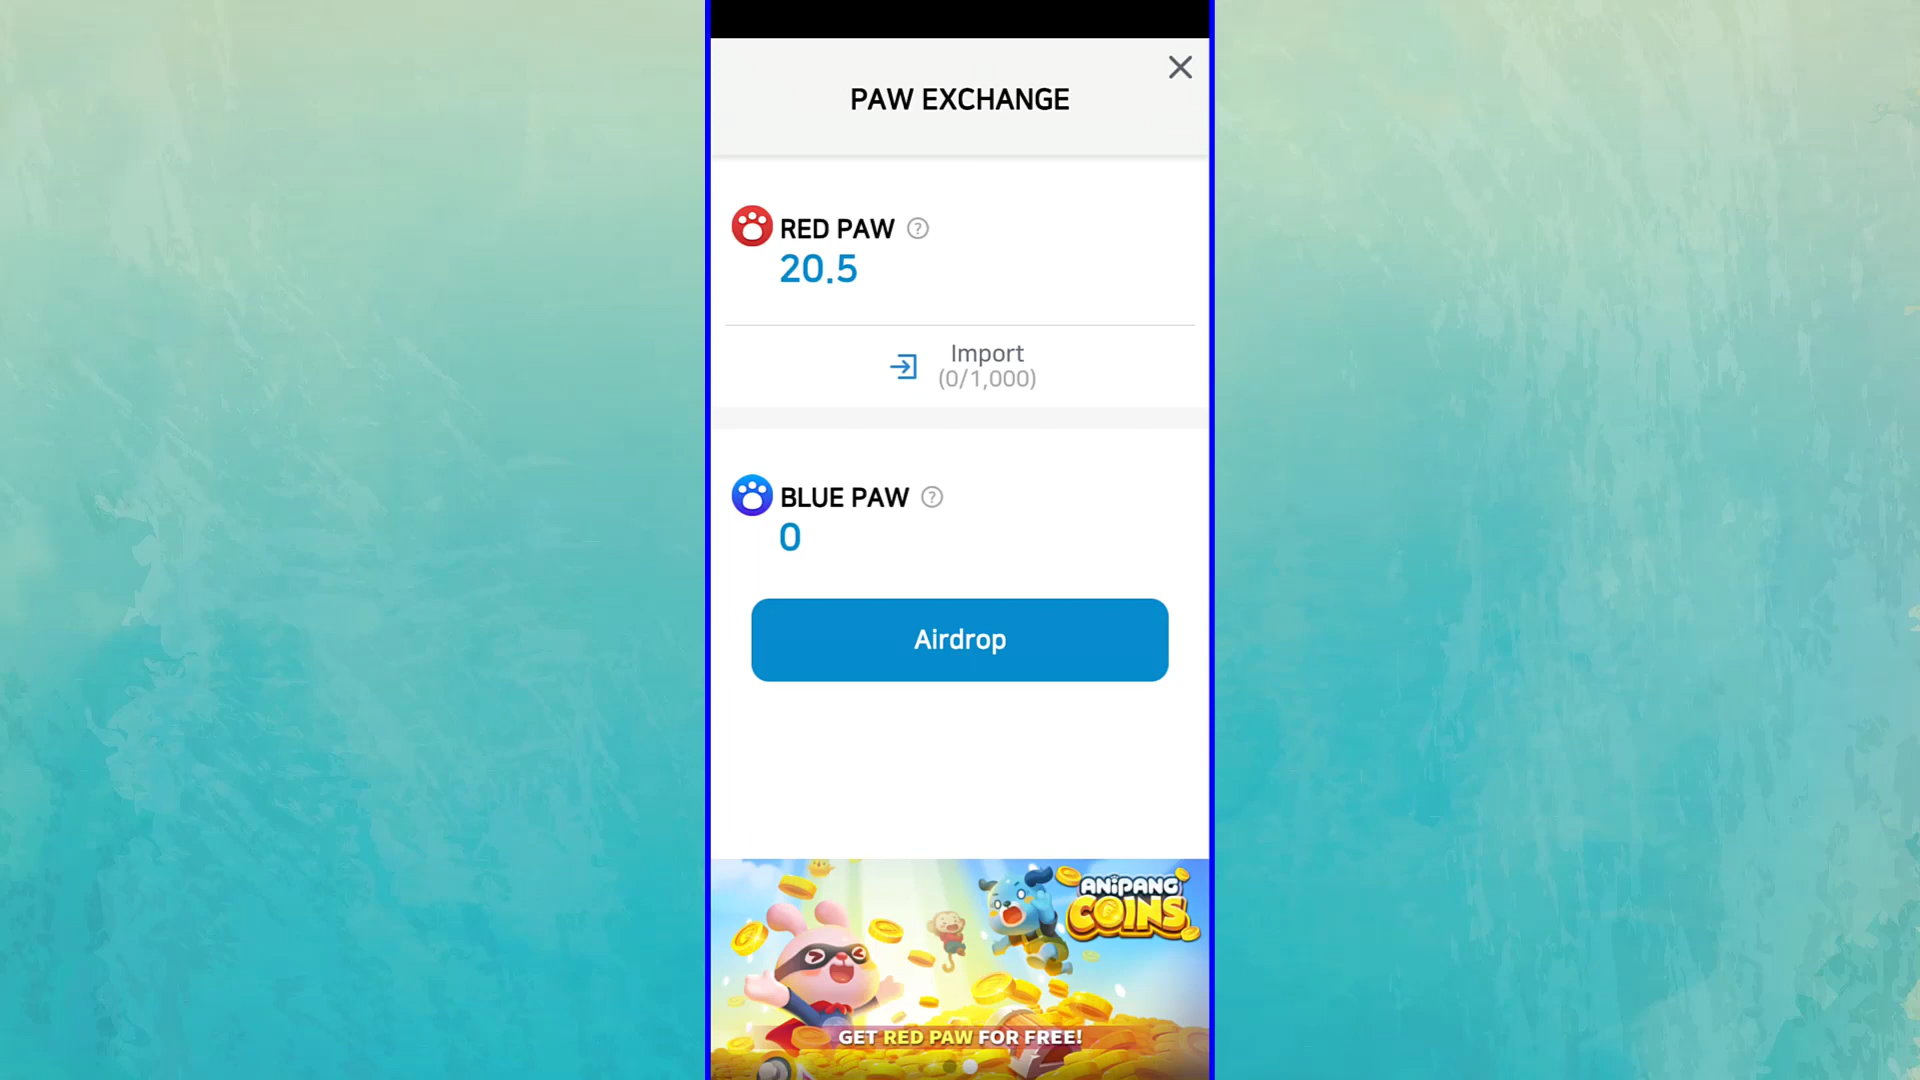 PAW EXCHANGE
RED PAW ?
20.5
Import
(0/1,000)
BLUE PAW ?
0
Airdrop
ANIPANG
COINS
GET RED PAW FOR FREE!